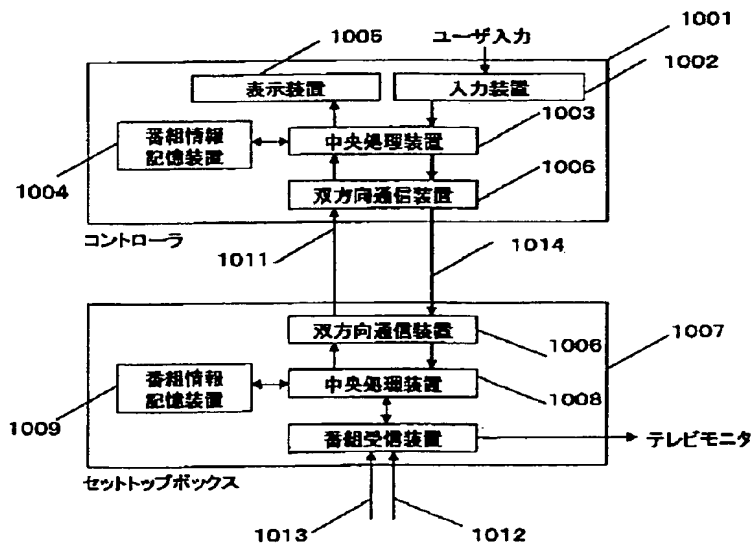 1005
ユーザ入力
1001
1002
表示装置
入力装置
1003
番組情報
記憶装置
中央処理装置
1006
1004
双方向通信装置
コントローラ
1011
1014
双方向通信装置
1007
1006
番組情報
記憶装置
中央処理装置
1008
1009
番組受信装置
テレビモニタ
セットトップボックス
1013
1012